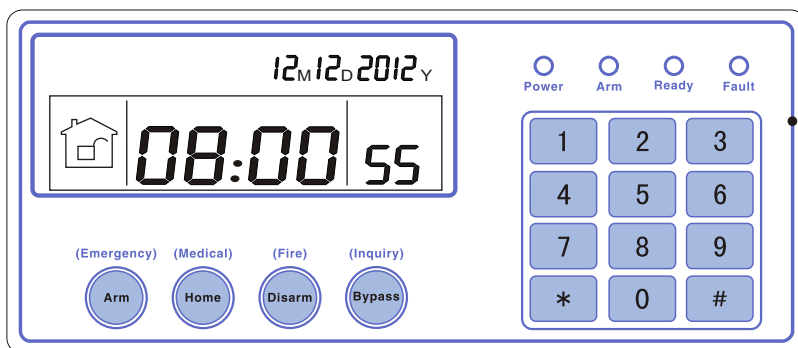 12M12D2012Y
08:00 55
Power Arm Ready Fault
1 2 3
4 5 6
7 8 9
* 0 #
(Emergency) (Medical) (Fire) (Inquiry)
Arm Home Disarm Bypass